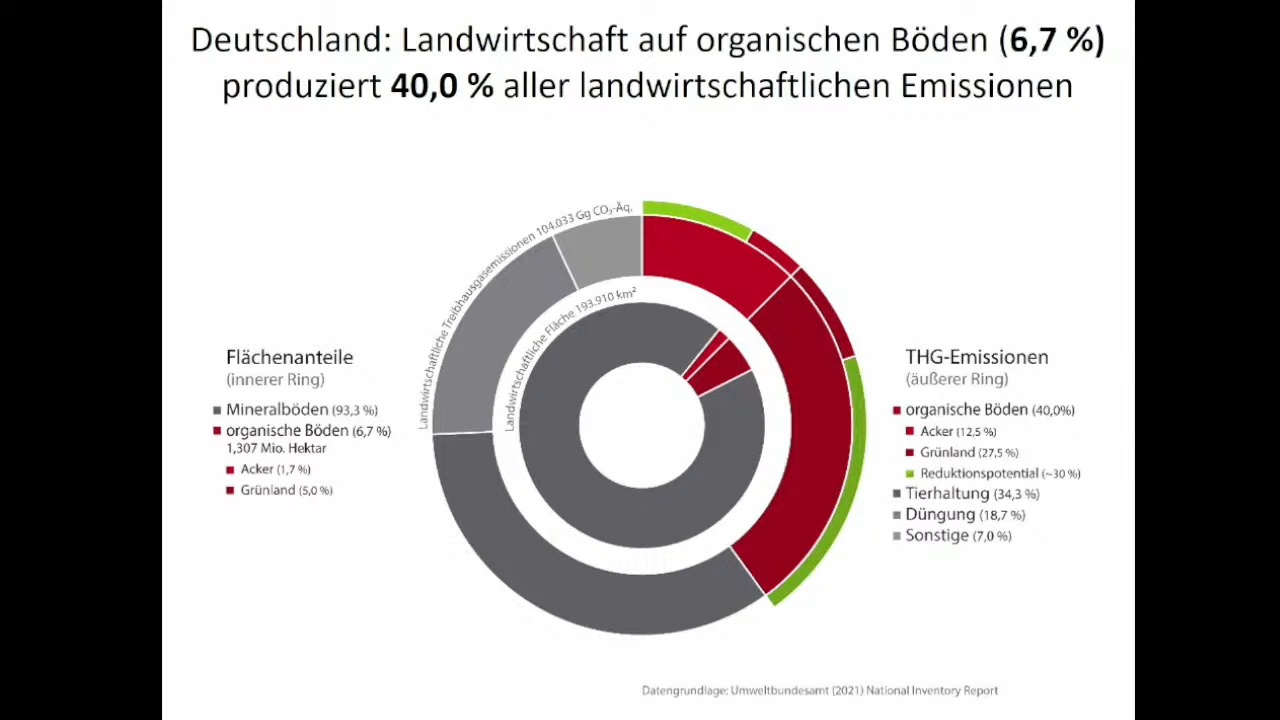 Deutschland: Landwirtschaft auf organischen Böden (6,7 %)
produziert 40,0 % aller landwirtschaftlichen Emissionen
Landwirtschaftliche Treibhausgasemissionen 104.033 Gg CO₂-Äq.
Landwirtschaftliche Fläche 193.910 km²
Flächenanteile
(innerer Ring)
Mineralböden (93,3 %)
organische Böden (6,7 %)
1,307 Mio. Hektar
Acker (1,7 %)
Grünland (5,0 %)
THG-Emissionen
(äußerer Ring)
organische Böden (40,0%)
Acker (12,5 %)
Grünland (27,5 %)
Reduktionspotential (~30 %)
Tierhaltung (34,3 %)
Düngung (18,7 %)
Sonstige (7,0 %)
Datengrundlage: Umweltbundesamt (2021) National Inventory Report